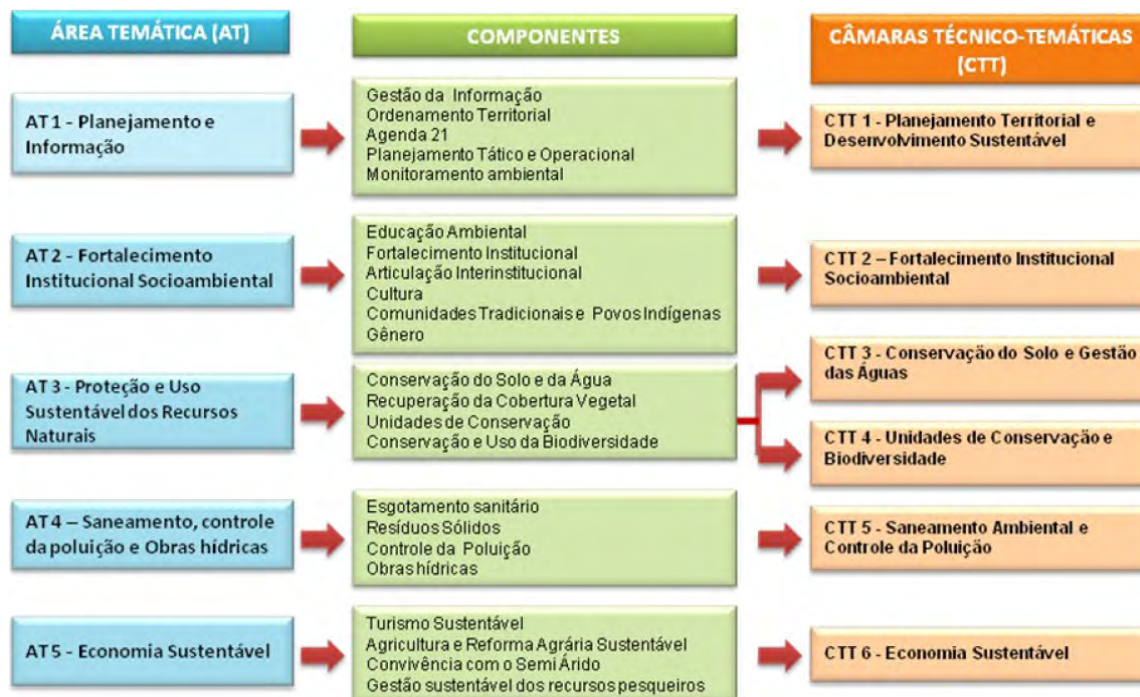 ÁREA TEMÁTICA (AT)
COMPONENTES
CÂMARAS TÉCNICO-TEMÁTICAS
(CTT)
AT 1 - Planejamento e
Informação
Gestão da Informação
Ordenamento Territorial
Agenda 21
Planejamento Tático e Operacional
Monitoramento ambiental
CTT 1 - Planejamento Territorial e
Desenvolvimento Sustentável
AT 2 - Fortalecimento
Institucional Socioambiental
Educação Ambiental
Fortalecimento Institucional
Articulação Interinstitucional
Cultura
Comunidades Tradicionais e Povos Indígenas
Gênero
CTT 2 – Fortalecimento Institucional
Socioambiental
AT 3 - Proteção e Uso
Sustentável dos Recursos
Naturais
Conservação do Solo e da Água
Recuperação da Cobertura Vegetal
Unidades de Conservação
Conservação e Uso da Biodiversidade
CTT 3 - Conservação do Solo e Gestão
das Águas
CTT 4 - Unidades de Conservação e
Biodiversidade
AT 4 – Saneamento, controle
da poluição e Obras hídricas
Esgotamento sanitário
Resíduos Sólidos
Controle da Poluição
Obras hídricas
CTT 5 - Saneamento Ambiental e
Controle da Poluição
AT 5 - Economia Sustentável
Turismo Sustentável
Agricultura e Reforma Agrária Sustentável
Convivência com o Semi Árido
Gestão sustentável dos recursos pesqueiros
CTT 6 - Economia Sustentável